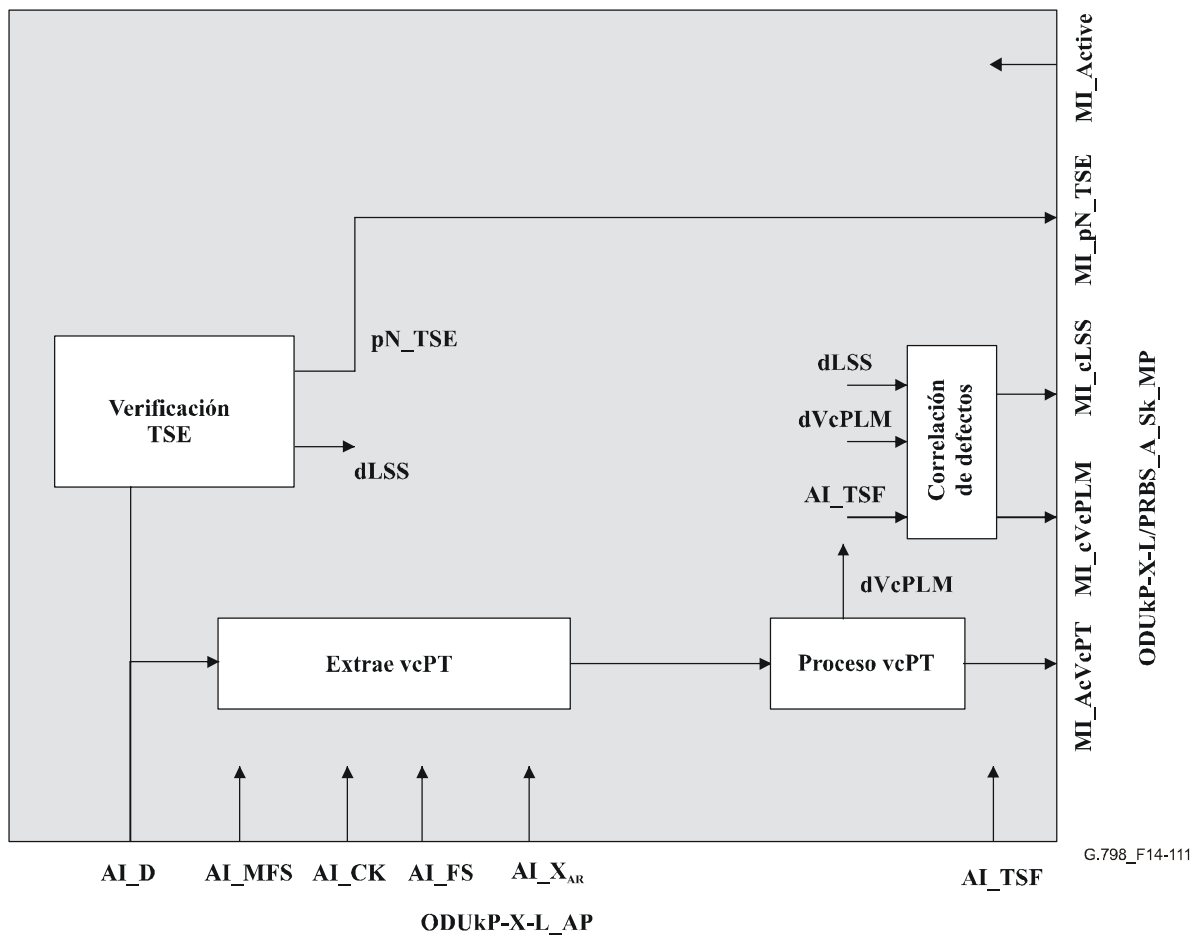 MI_Active
MI_pN_TSE
pN_TSE
Verificación
TSE
dLSS
dLSS
dVcPLM
AI_TSF
Correlación
de defectos
MI_cLSS
MI_cVcPLM
dVcPLM
Extrae vcPT
Proceso vcPT
MI_AcVcPT
ODUkP-X-L/PRBS_A_Sk_MP
AI_D
AI_MFS
AI_CK
AI_FS
AI_XAR
AI_TSF
G.798_F14-111
ODUkP-X-L_AP